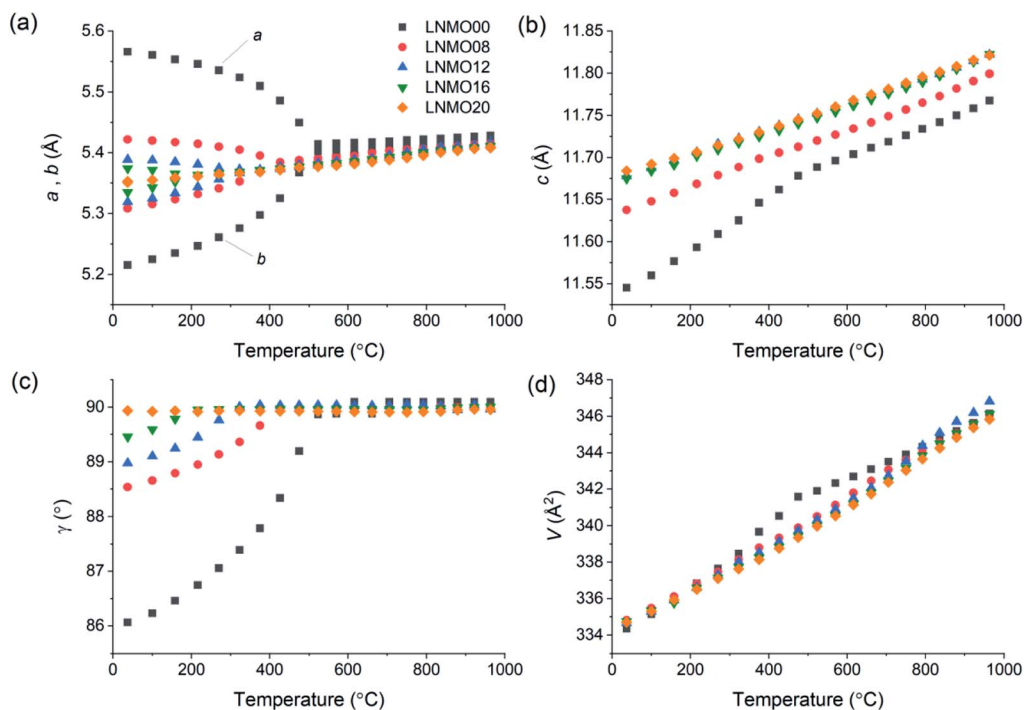 (a)
5.6
5.5
5.4
5.3
5.2
a , b (Å)
a
b
LNMO00
LNMO08
LNMO12
LNMO16
LNMO20
0 200 400 600 800 1000
Temperature (°C)
(b)
11.85
11.80
11.75
11.70
11.65
11.60
11.55
c (Å)
0 200 400 600 800 1000
Temperature (°C)
(c)
90
89
88
87
86
γ (°)
0 200 400 600 800 1000
Temperature (°C)
(d)
348
346
344
342
340
338
336
334
V (Å²)
0 200 400 600 800 1000
Temperature (°C)